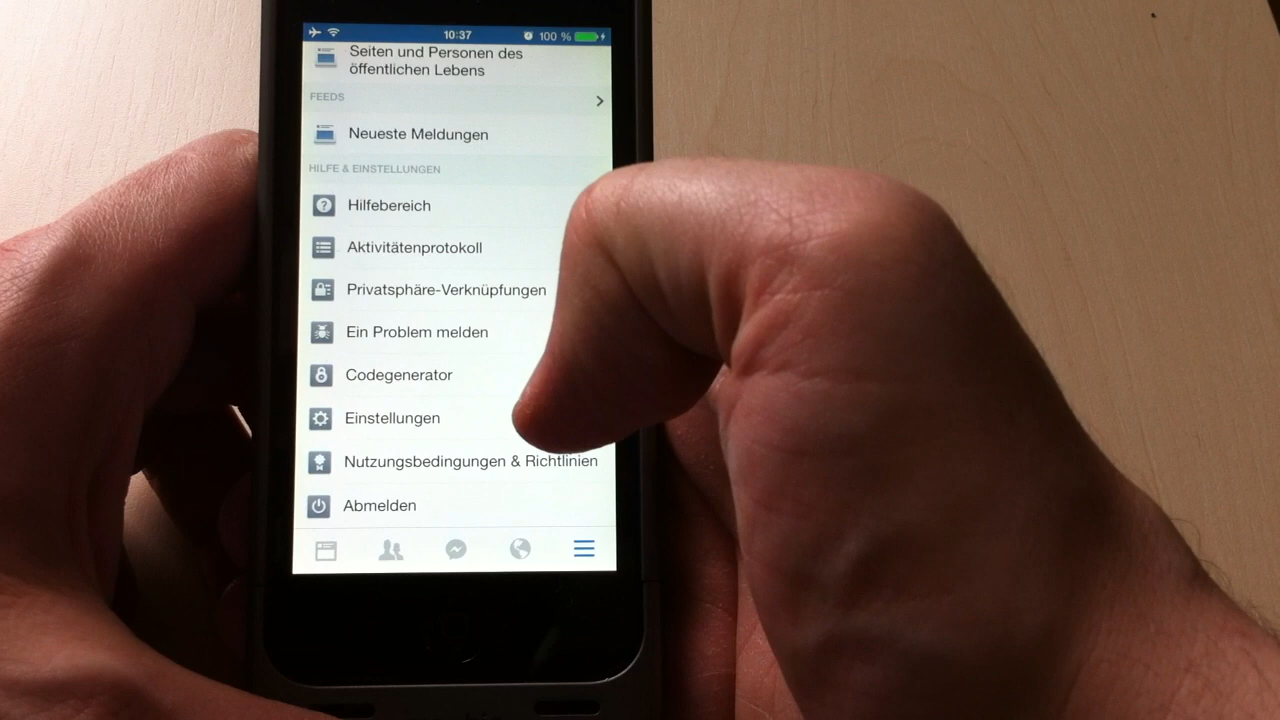 10:37
100 %
Seiten und Personen des
öffentlichen Lebens
FEEDS
Neueste Meldungen
HILFE & EINSTELLUNGEN
Hilfebereich
Aktivitätenprotokoll
Privatsphäre-Verknüpfungen
Ein Problem melden
Codegenerator
Einstellungen
Nutzungsbedingungen & Richtlinien
Abmelden